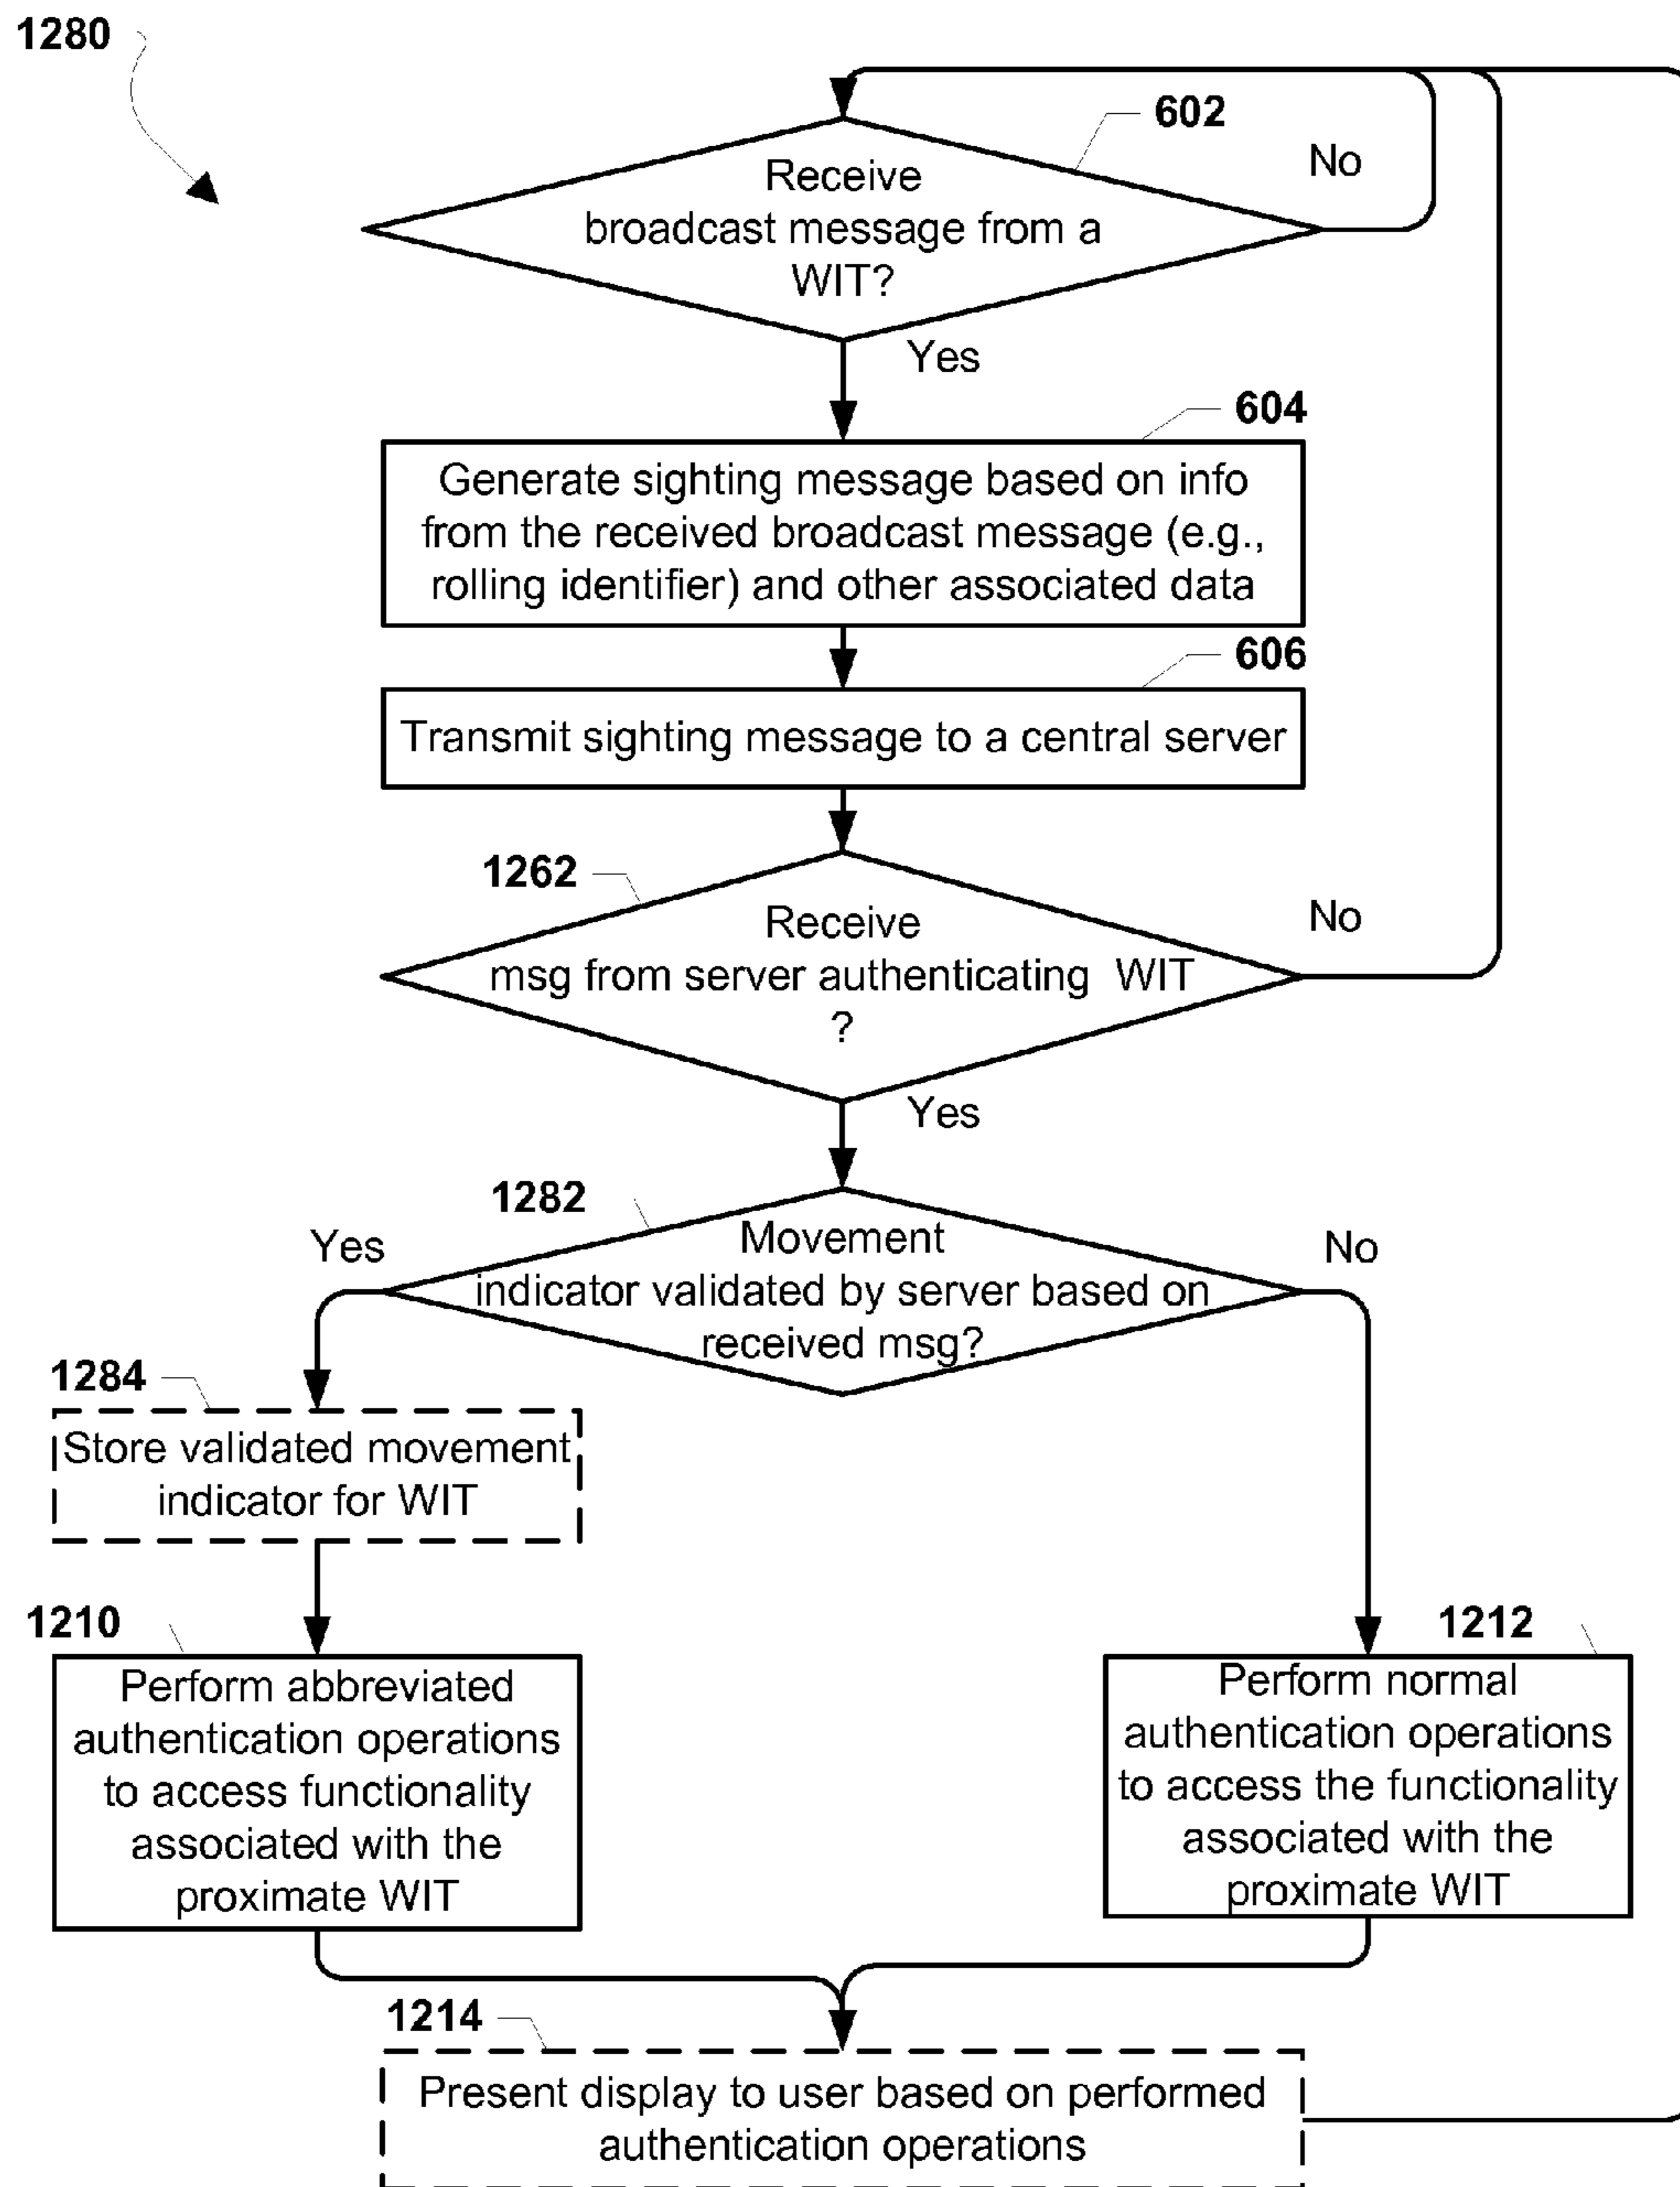 1280
602
Receive
broadcast message from a
WIT?
No
Yes
604
Generate sighting message based on info
from the received broadcast message (e.g.,
rolling identifier) and other associated data
606
Transmit sighting message to a central server
1262
Receive
msg from server authenticating WIT
?
No
Yes
1282
Movement
indicator validated by server based on
received msg?
Yes
No
1284
Store validated movement
indicator for WIT
1210
Perform abbreviated
authentication operations
to access functionality
associated with the
proximate WIT
1212
Perform normal
authentication operations
to access the functionality
associated with the
proximate WIT
1214
Present display to user based on performed
authentication operations